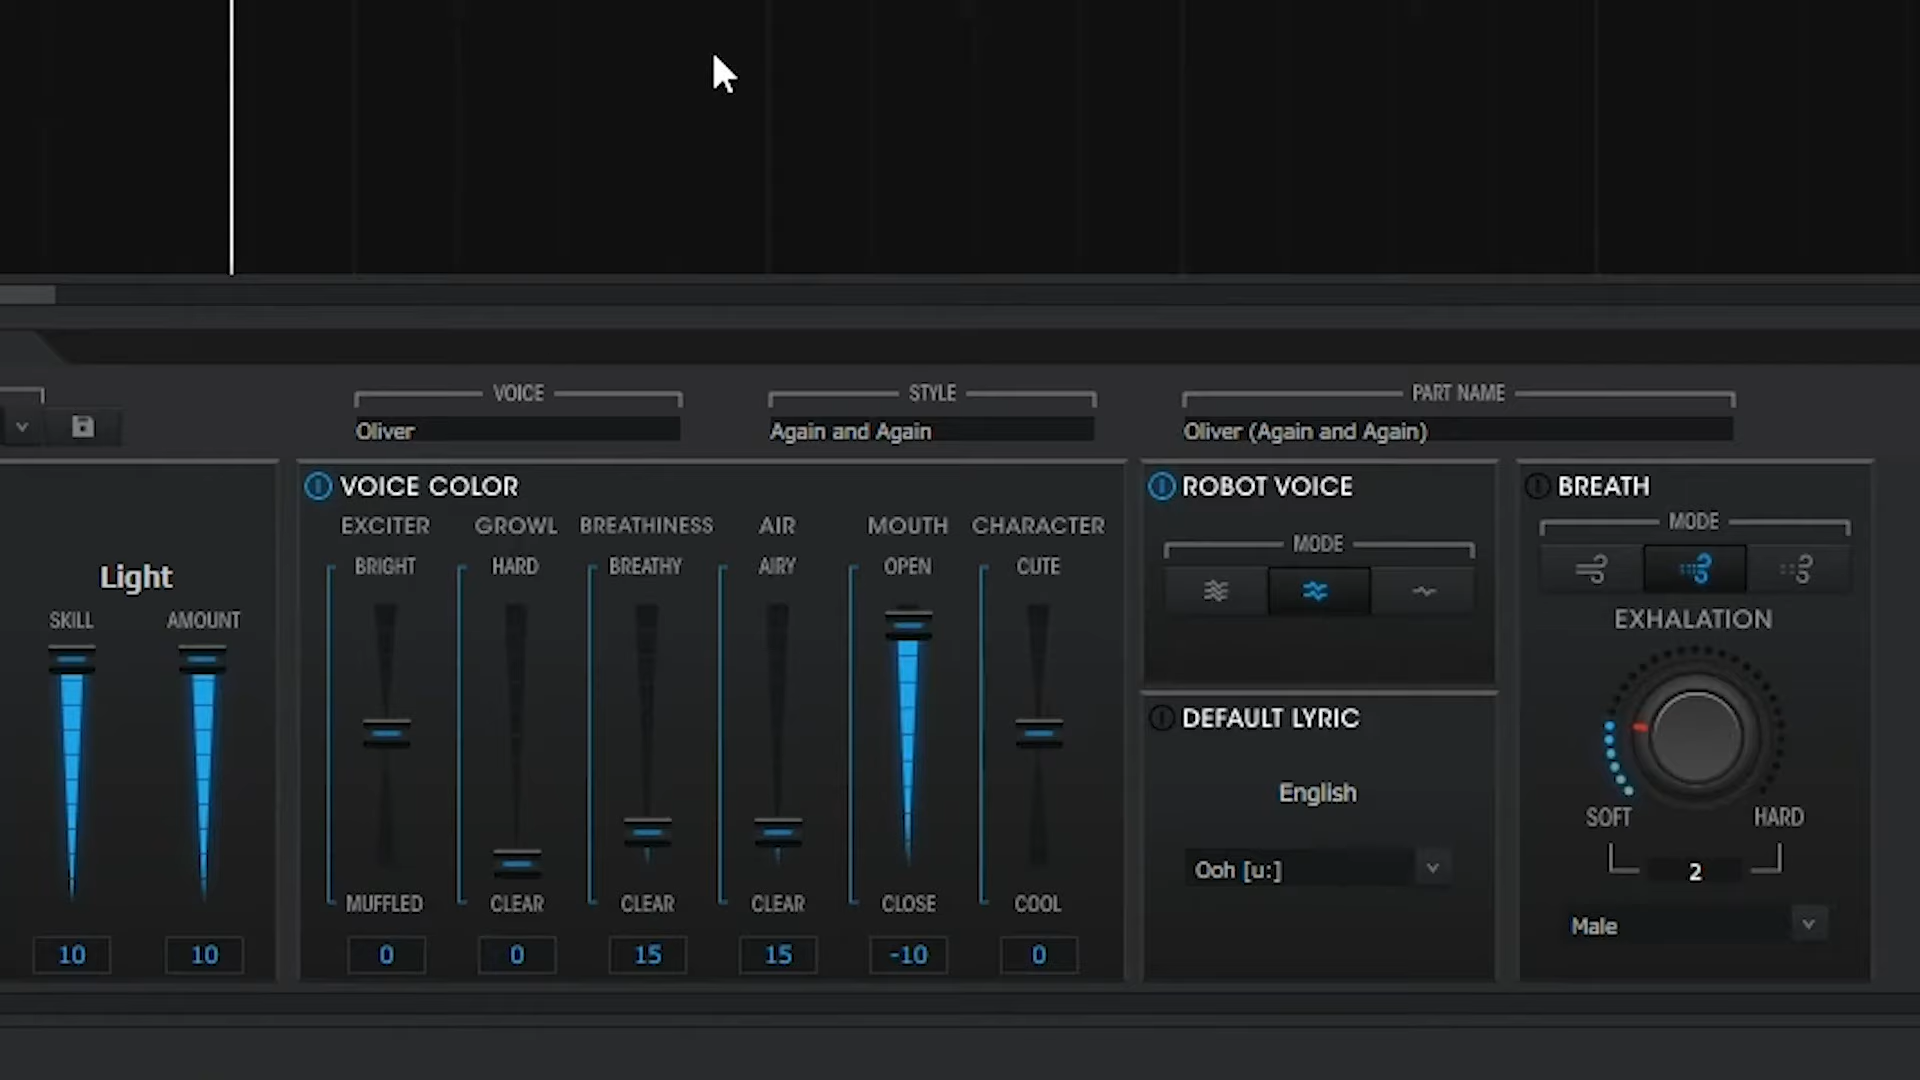 VOICE
STYLE
PART NAME
Oliver
Again and Again
Oliver (Again and Again)
Light
SKILL
AMOUNT
10
10
VOICE COLOR
EXCITER
GROWL
BREATHINESS
AIR
MOUTH
CHARACTER
BRIGHT
HARD
BREATHY
AIRY
OPEN
CUTE
MUFFLED
CLEAR
CLEAR
CLEAR
CLOSE
COOL
0
0
15
15
-10
0
ROBOT VOICE
MODE
DEFAULT LYRIC
English
Ooh [u:]
BREATH
MODE
EXHALATION
SOFT
HARD
2
Male